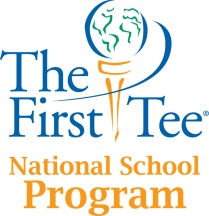 The
First Tee®
National School
Program